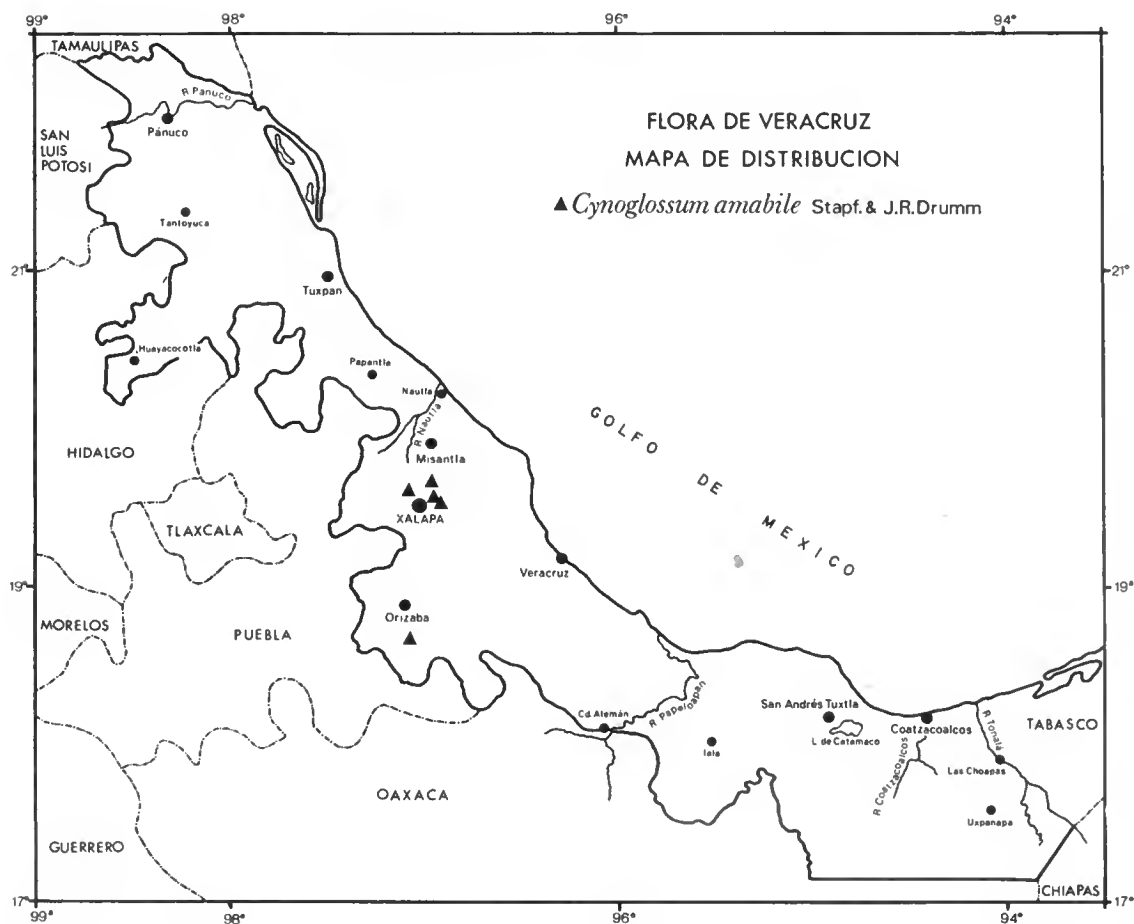 99°
98°
96°
94°
TAMAULIPAS
R Panuco
Pánuco
SAN
LUIS
POTOSI
FLORA DE VERACRUZ
MAPA DE DISTRIBUCION
▲ Cynoglossum amabile Stapf. & J.R.Drumm
Tantoyuca
21°
21°
Tuxpan
Huayacocotla
Papantla
Nautla
R Nautla
GOLFO DE MEXICO
HIDALGO
Misantla
TLAXCALA
XALAPA
19°
Veracruz
19°
Orizaba
MORELOS
PUEBLA
San Andrés Tuxtla
Cd. Alemán
R Papaloapan
Coatzacoalcos
TABASCO
R Tonalá
L. de Catemaco
Isla
R Coatzacoalcos
Las Choapas
OAXACA
Uxpanapa
GUERRERO
17°
17°
CHIAPAS
99°
98°
96°
94°